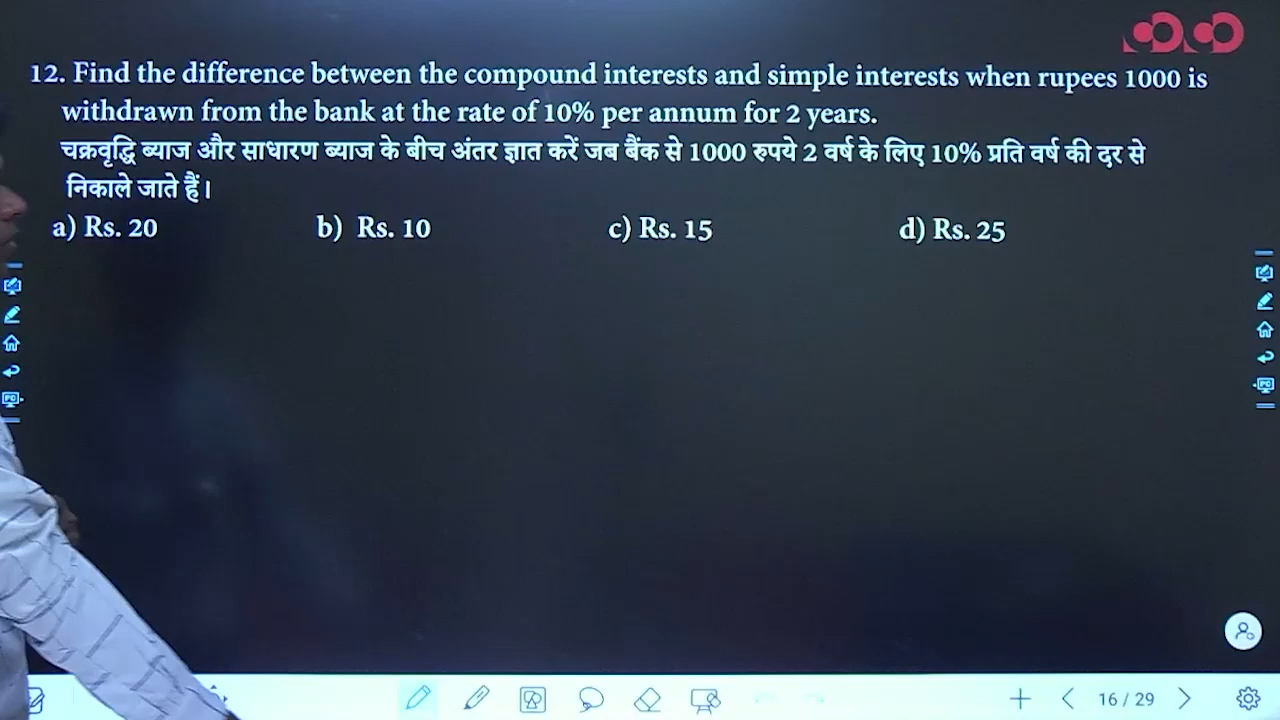 12. Find the difference between the compound interests and simple interests when rupees 1000 is
withdrawn from the bank at the rate of 10% per annum for 2 years.
चक्रवृद्धि ब्याज और साधारण ब्याज के बीच अंतर ज्ञात करें जब बैंक से 1000 रुपये 2 वर्ष के लिए 10% प्रति वर्ष की दर से
निकाले जाते हैं।
a) Rs. 20 b) Rs. 10 c) Rs. 15 d) Rs. 25
PC PC
16 / 29